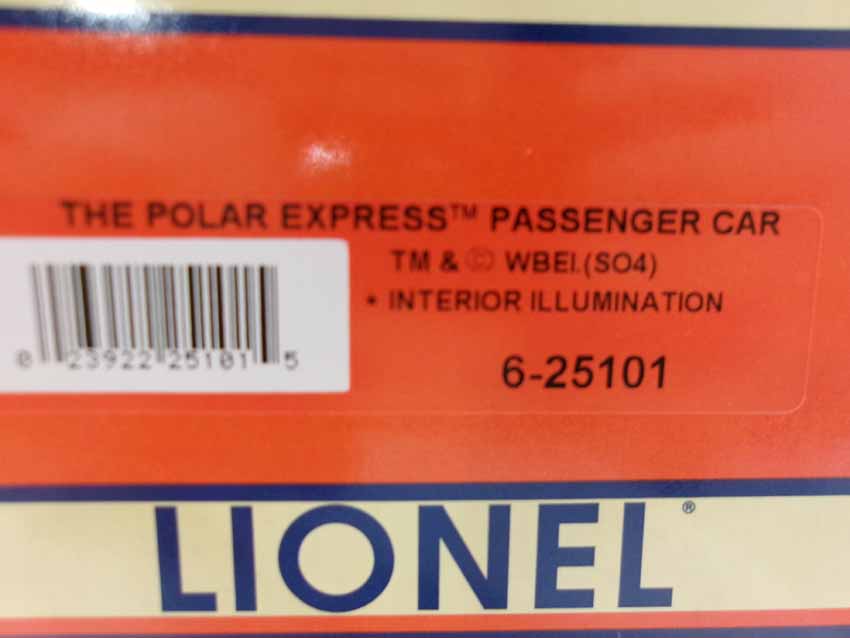 THE POLAR EXPRESS™ PASSENGER CAR
TM & © WBEI.(SO4)
• INTERIOR ILLUMINATION
0 23922 25101 5
6-25101
LIONEL®